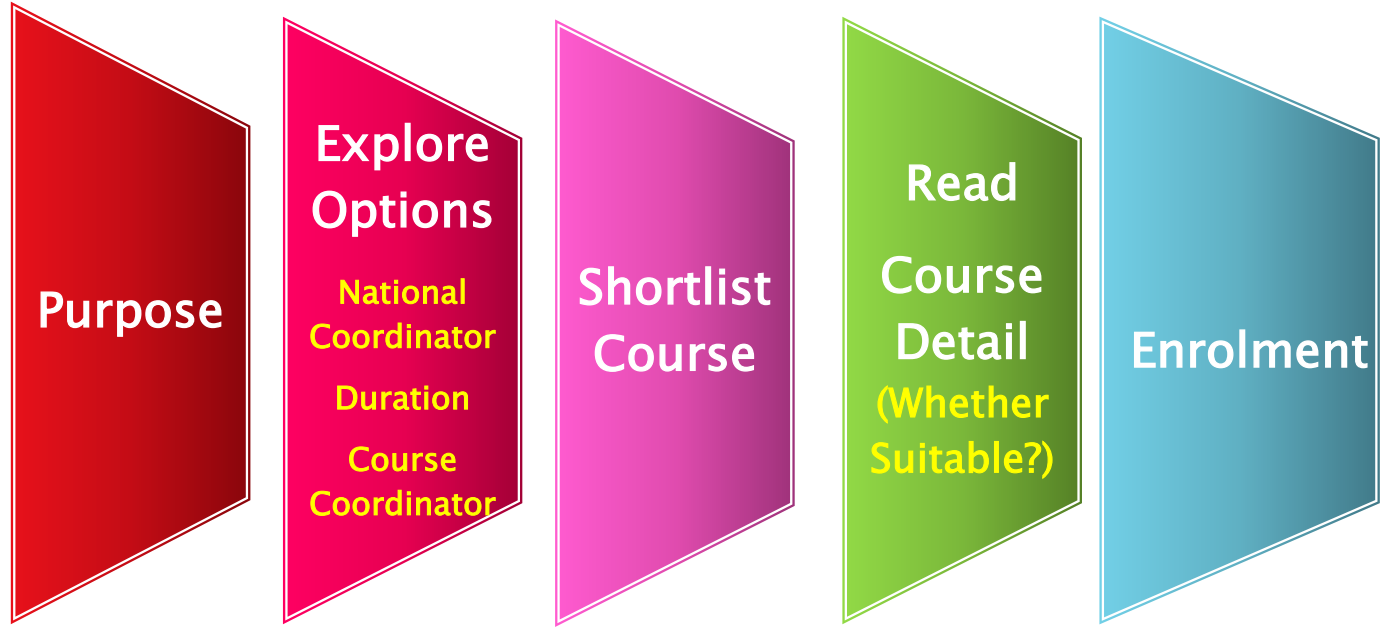 Purpose
Explore
Options
National
Coordinator
Duration
Course
Coordinator
Shortlist
Course
Read
Course
Detail
(Whether
Suitable?)
Enrolment